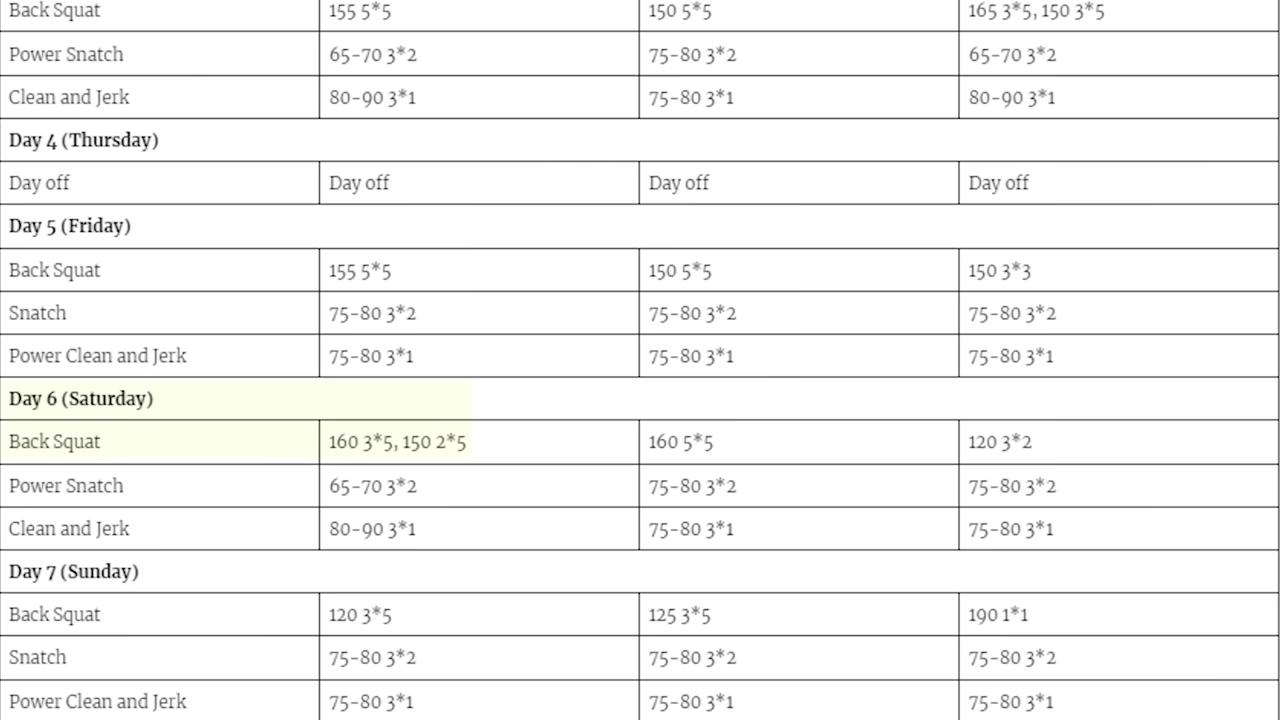 Back Squat 155 5*5 150 5*5 165 3*5, 150 3*5
Power Snatch 65-70 3*2 75-80 3*2 65-70 3*2
Clean and Jerk 80-90 3*1 75-80 3*1 80-90 3*1
Day 4 (Thursday)
Day off Day off Day off Day off
Day 5 (Friday)
Back Squat 155 5*5 150 5*5 150 3*3
Snatch 75-80 3*2 75-80 3*2 75-80 3*2
Power Clean and Jerk 75-80 3*1 75-80 3*1 75-80 3*1
Day 6 (Saturday)
Back Squat 160 3*5, 150 2*5 160 5*5 120 3*2
Power Snatch 65-70 3*2 75-80 3*2 75-80 3*2
Clean and Jerk 80-90 3*1 75-80 3*1 75-80 3*1
Day 7 (Sunday)
Back Squat 120 3*5 125 3*5 190 1*1
Snatch 75-80 3*2 75-80 3*2 75-80 3*2
Power Clean and Jerk 75-80 3*1 75-80 3*1 75-80 3*1